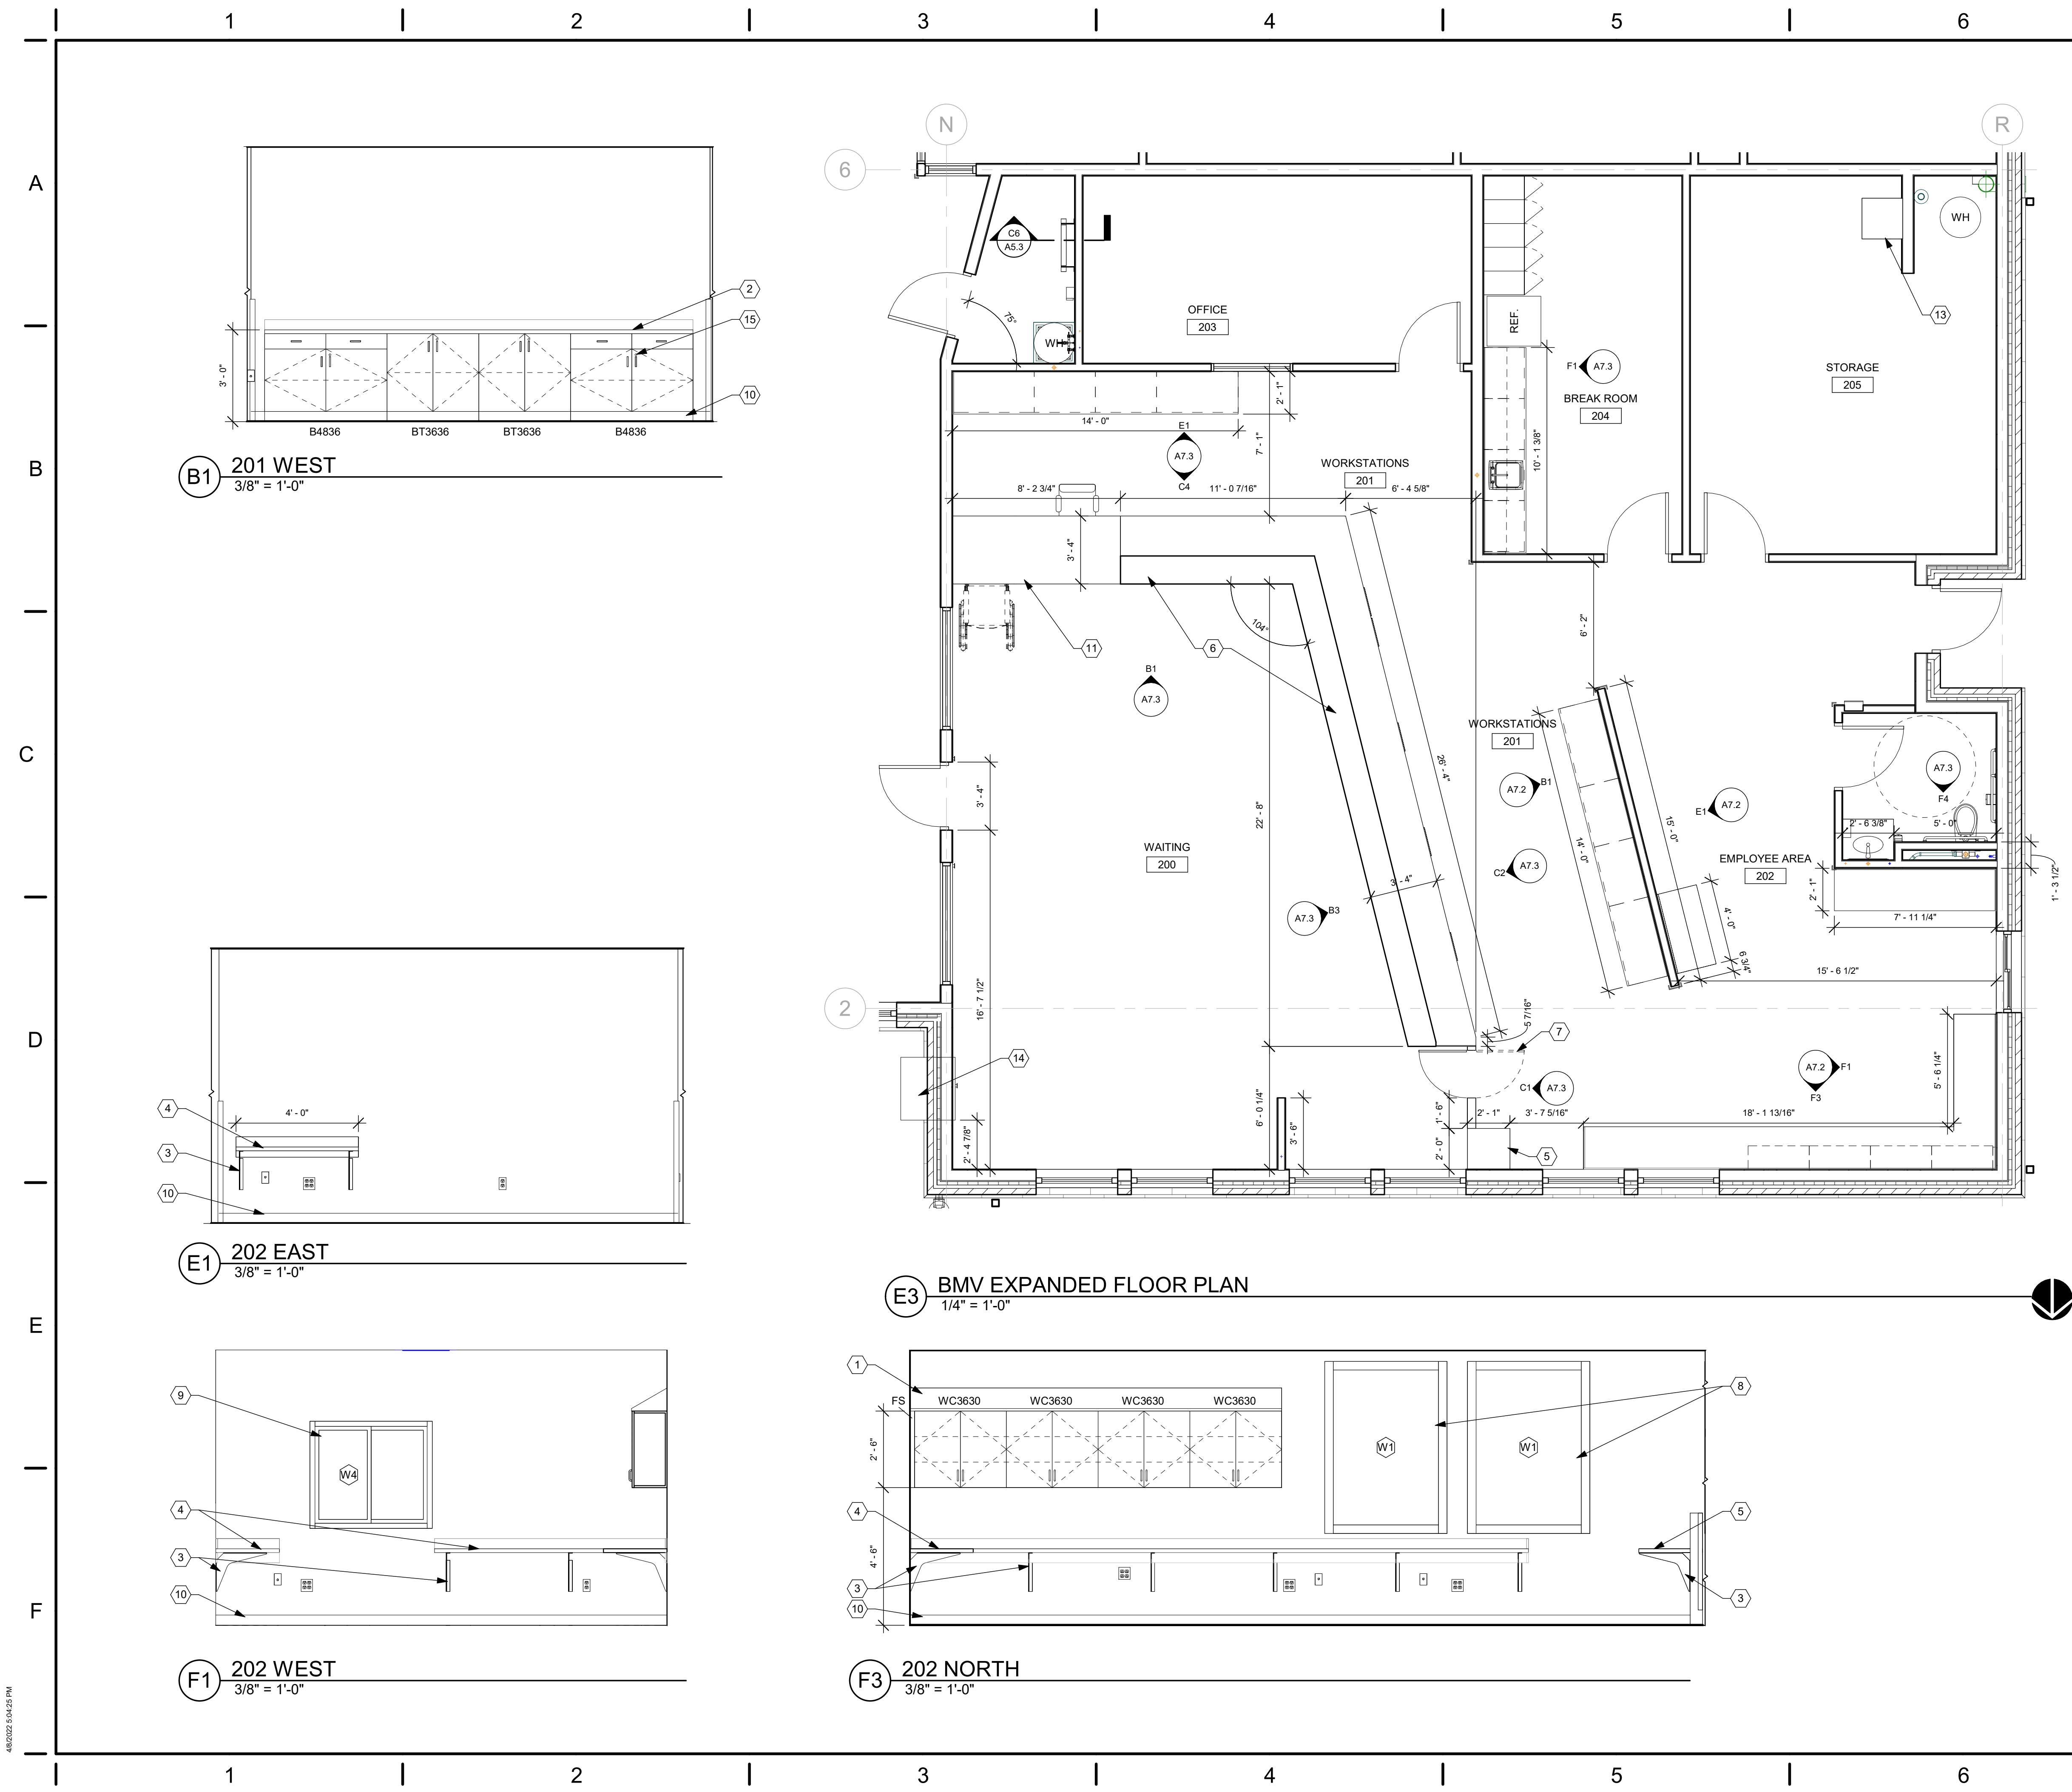 1 2 3 4 5 6
A
B
C
D
E
F
2
15
3' - 0"
10
B4836 BT3636 BT3636 B4836
B1 201 WEST
3/8" = 1'-0"
4
4' - 0"
3
10
E1 202 EAST
3/8" = 1'-0"
9
W4
4
3
10
F1 202 WEST
3/8" = 1'-0"
N
R
6
2
C6
A5.3
75°
WH
OFFICE
203
REF.
F1 A7.3
BREAK ROOM
204
STORAGE
205
WH
13
2' - 1"
14' - 0"
E1
A7.3
C4
7' - 1"
WORKSTATIONS
201
10' - 1 3/8"
8' - 2 3/4"
11' - 0 7/16"
6' - 4 5/8"
3' - 4"
11
6
104°
6' - 2"
B1
A7.3
WORKSTATIONS
201
A7.2 B1
26' - 4"
3' - 4"
22' - 8"
WAITING
200
C2 A7.3
A7.3 B3
3' - 4"
14' - 0"
15' - 0"
E1 A7.2
A7.3
F4
2' - 6 3/8"
5' - 0"
EMPLOYEE AREA
202
2' - 1"
7' - 11 1/4"
1' - 3 1/2"
4' - 0"
6 3/4"
15' - 6 1/2"
16' - 7 1/2"
5 7/16"
7
14
C1 A7.3
A7.2 F1
F3
5' - 6 1/4"
2' - 4 7/8"
6' - 0 1/4"
3' - 6"
1' - 6"
2' - 0"
2' - 1"
3' - 7 5/16"
18' - 1 13/16"
5
E3 BMV EXPANDED FLOOR PLAN
1/4" = 1'-0"
1
FS WC3630 WC3630 WC3630 WC3630
8
2' - 6"
W1 W1
4
5
4' - 6"
3
3
10
F3 202 NORTH
3/8" = 1'-0"
4/8/2022 5:04:25 PM
1 2 3 4 5 6